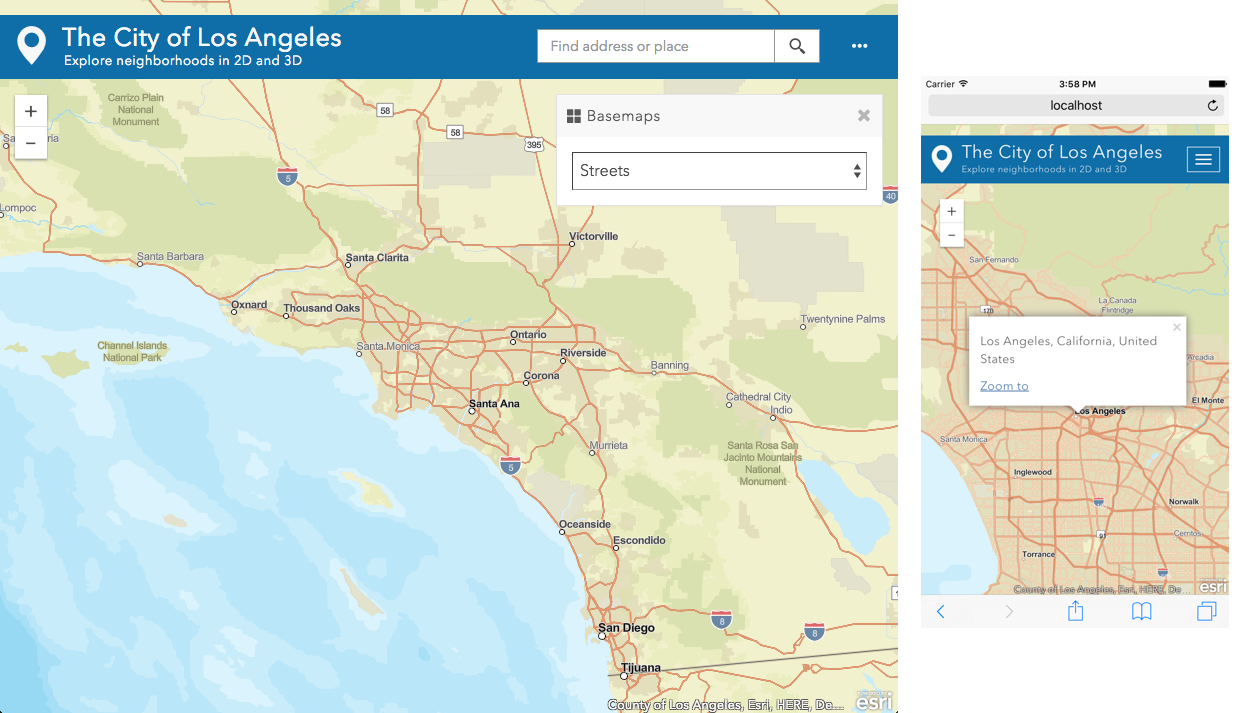 The City of Los Angeles
Explore neighborhoods in 2D and 3D
Find address or place
+
−
Basemaps
Streets
Carrizo Plain
National
Monument
58
58
395
5
40
Lompoc
Santa Barbara
Santa Clarita
Victorville
Oxnard
Thousand Oaks
Channel Islands
National Park
Santa Monica
Ontario
Riverside
Twentynine Palms
Corona
Banning
Santa Ana
Cathedral City
Indio
Murrieta
Santa Rosa San
Jacinto Mountains
National
Monument
5
Oceanside
Escondido
San Diego
8
8
Tijuana
County of Los Angeles, Esri, HERE, De...
esri
Carrier
3:58 PM
localhost
The City of Los Angeles
Explore neighborhoods in 2D and 3D
+
−
San Fernando
La Canada
Flintridge
Los Angeles, California, United
States
Zoom to
Arcadia
El Monte
Los Angeles
Santa Monica
Inglewood
Norwalk
91
Cerritos
Torrance
County of Los Angeles, Esri, HERE, De...
esri